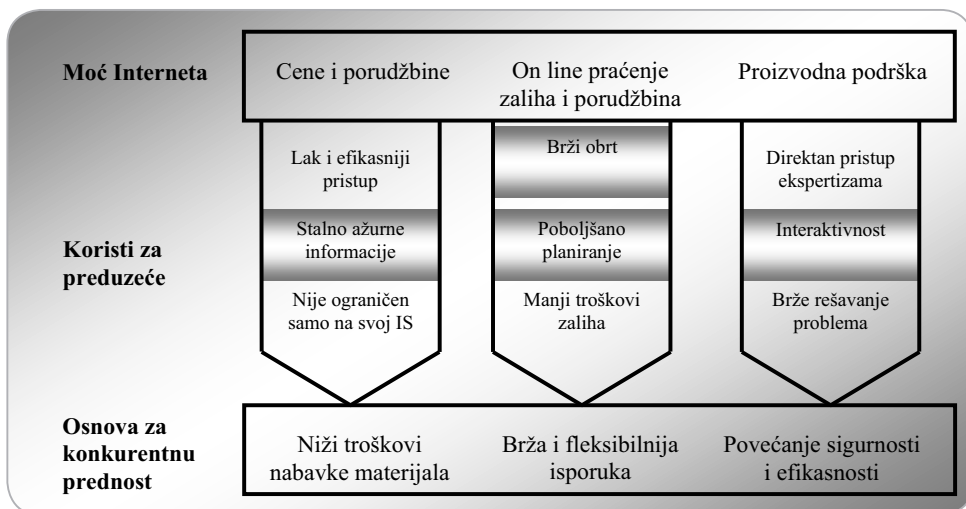 Moć Interneta
Cene i porudžbine
On line praćenje
zaliha i porudžbina
Proizvodna podrška
Koristi za
preduzeće
Lak i efikasniji
pristup
Stalno ažurne
informacije
Nije ograničen
samo na svoj IS
Brži obrt
Poboljšano
planiranje
Manji troškovi
zaliha
Direktan pristup
ekspertizama
Interaktivnost
Brže rešavanje
problema
Osnova za
konkurentnu
prednost
Niži troškovi
nabavke materijala
Brža i fleksibilnija
isporuka
Povećanje sigurnosti
i efikasnosti